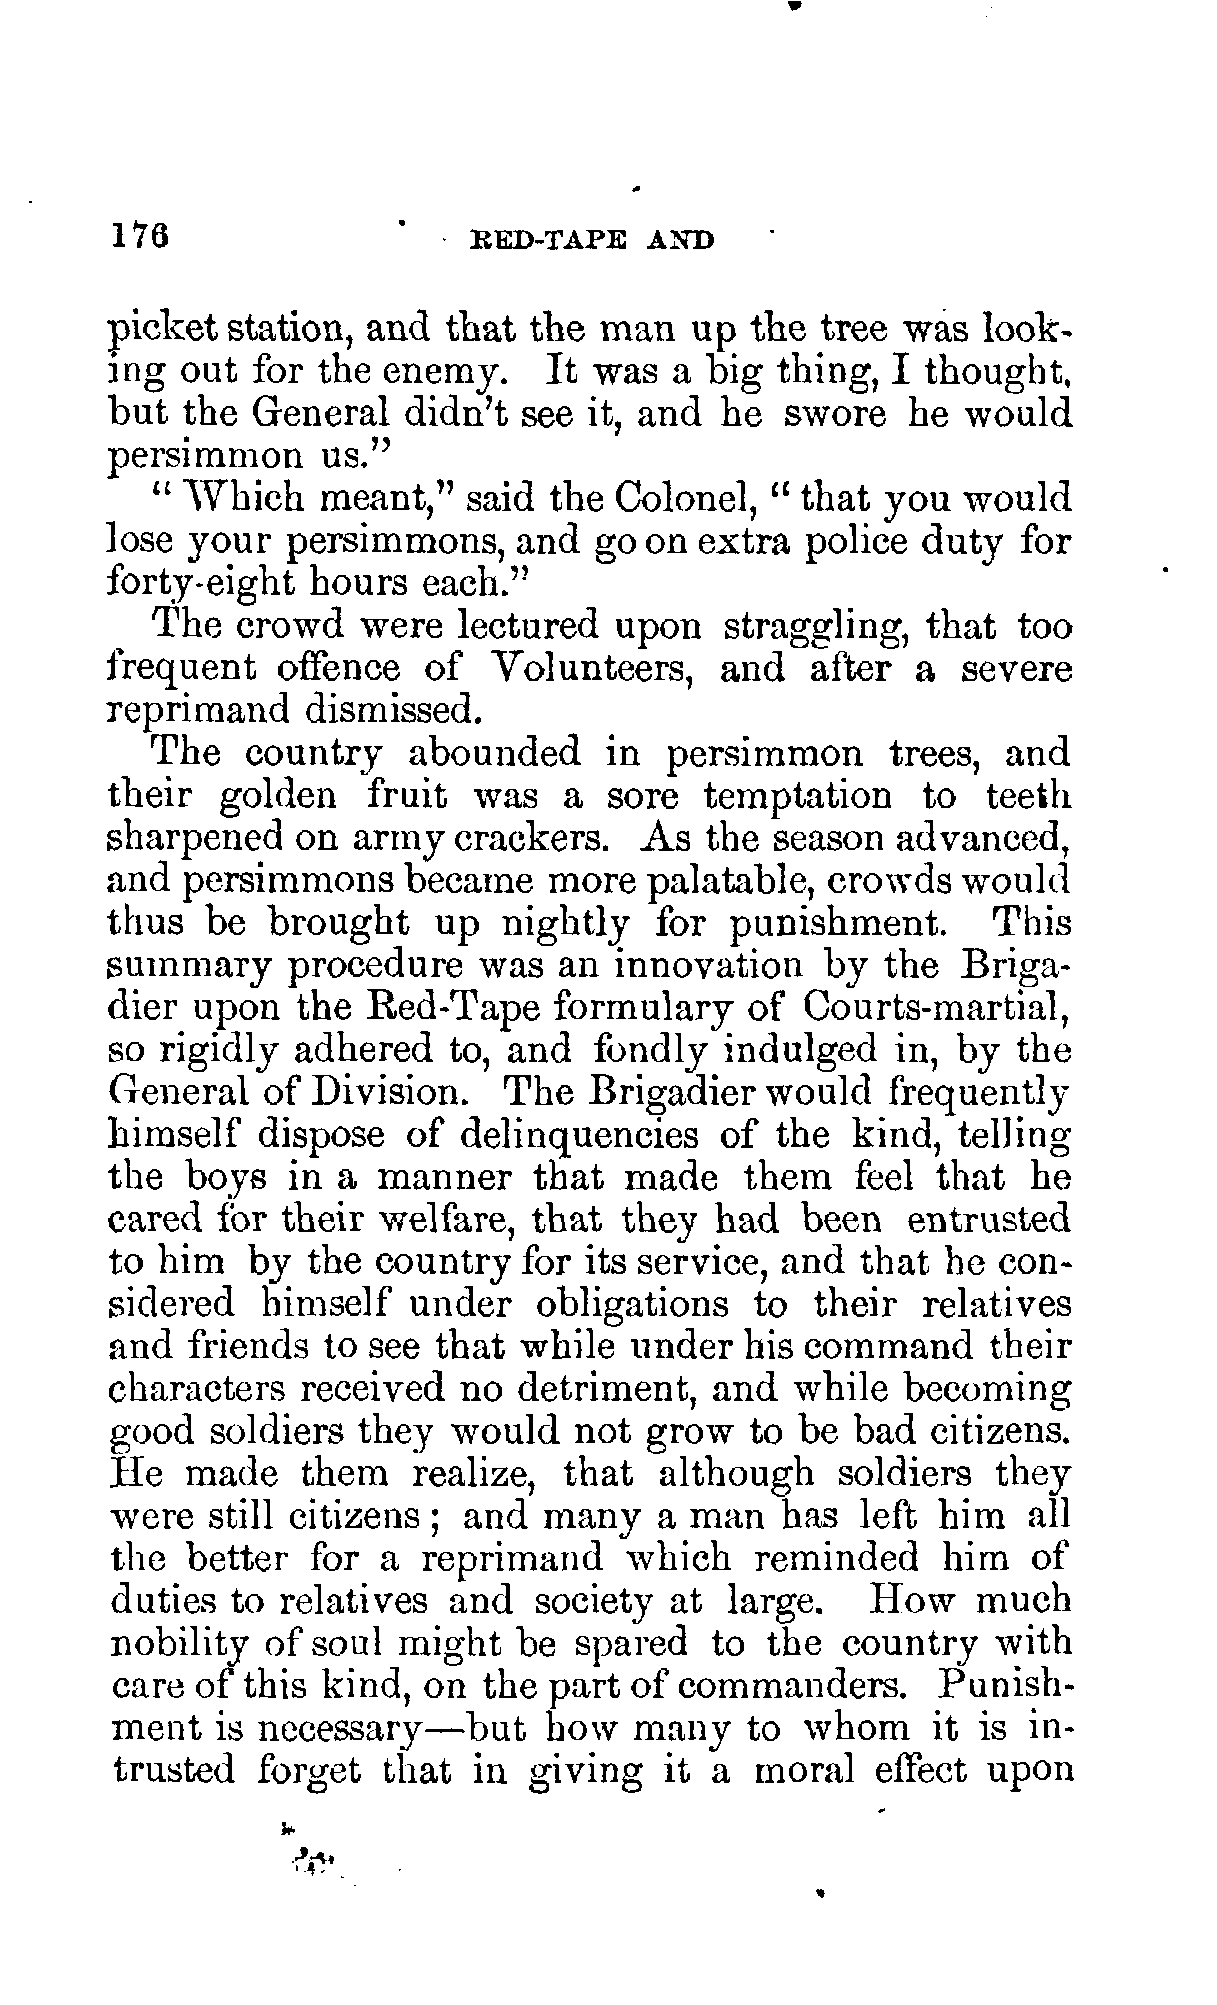 176 RED-TAPE AND
picket station, and that the man up the tree was look-
ing out for the enemy. It was a big thing, I thought,
but the General didn't see it, and he swore he would
persimmon us."
"Which meant," said the Colonel, "that you would
lose your persimmons, and go on extra police duty for
forty-eight hours each."
The crowd were lectured upon straggling, that too
frequent offence of Volunteers, and after a severe
reprimand dismissed.
The country abounded in persimmon trees, and
their golden fruit was a sore temptation to teeth
sharpened on army crackers. As the season advanced,
and persimmons became more palatable, crowds would
thus be brought up nightly for punishment. This
summary procedure was an innovation by the Briga-
dier upon the Red-Tape formulary of Courts-martial,
so rigidly adhered to, and fondly indulged in, by the
General of Division. The Brigadier would frequently
himself dispose of delinquencies of the kind, telling
the boys in a manner that made them feel that he
cared for their welfare, that they had been entrusted
to him by the country for its service, and that he con-
sidered himself under obligations to their relatives
and friends to see that while under his command their
characters received no detriment, and while becoming
good soldiers they would not grow to be bad citizens.
He made them realize, that although soldiers they
were still citizens; and many a man has left him all
the better for a reprimand which reminded him of
duties to relatives and society at large. How much
nobility of soul might be spared to the country with
care of this kind, on the part of commanders. Punish-
ment is necessary—but how many to whom it is in-
trusted forget that in giving it a moral effect upon